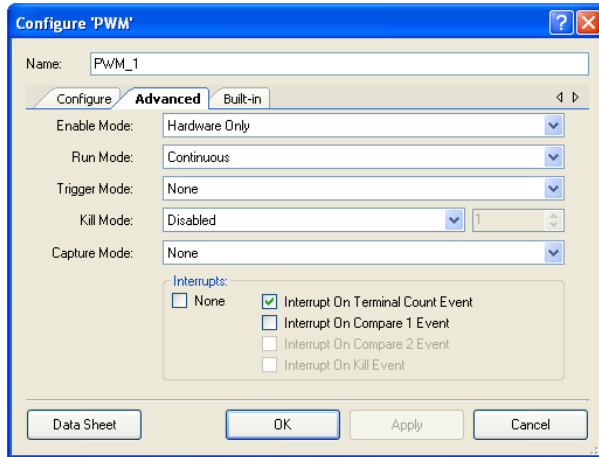 Configure 'PWM'
Name: PWM_1
Configure Advanced Built-in
Enable Mode: Hardware Only
Run Mode: Continuous
Trigger Mode: None
Kill Mode: Disabled 1
Capture Mode: None
Interrupts:
None Interrupt On Terminal Count Event
Interrupt On Compare 1 Event
Interrupt On Compare 2 Event
Interrupt On Kill Event
Data Sheet OK Apply Cancel